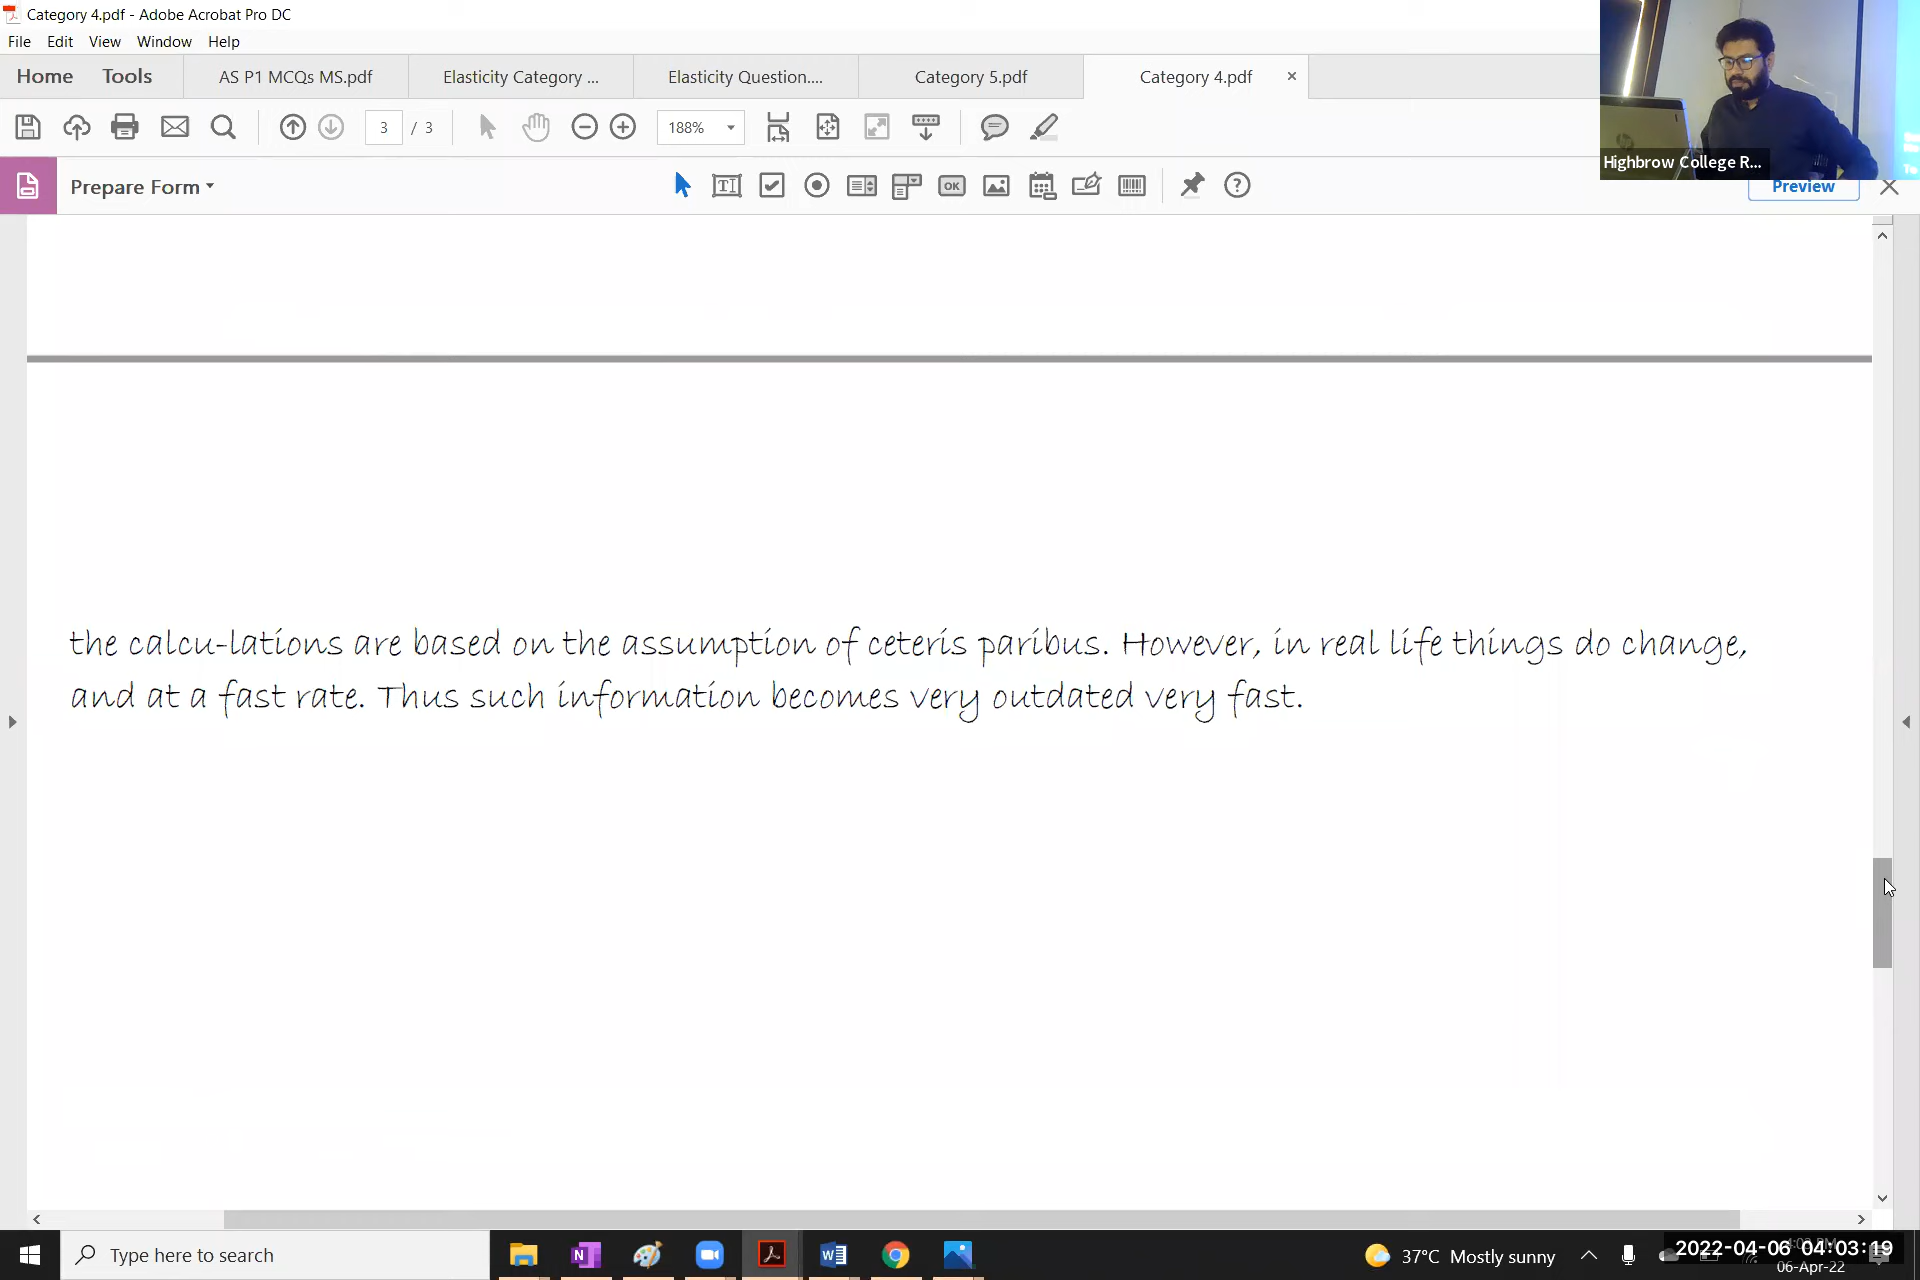 Category 4.pdf - Adobe Acrobat Pro DC
File Edit View Window Help
Home Tools AS P1 MCQs MS.pdf Elasticity Category ... Elasticity Question.... Category 5.pdf Category 4.pdf
3 / 3 188%
Highbrow College R...
Prepare Form
OK
Preview
the calcu-lations are based on the assumption of ceteris paribus. However, in real life things do change,
and at a fast rate. Thus such information becomes very outdated very fast.
Type here to search
37°C Mostly sunny
2022-04-06 04:03:19
06-Apr-22